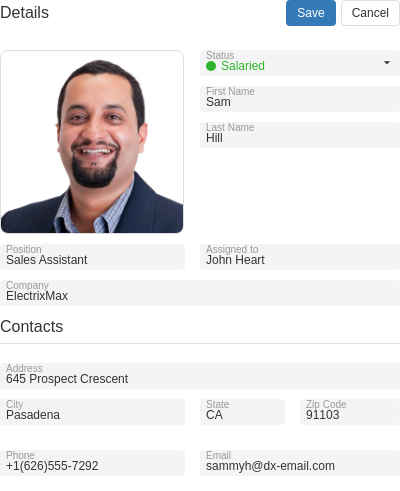 Details
Save
Cancel
Status
Salaried
First Name
Sam
Last Name
Hill
Position
Sales Assistant
Assigned to
John Heart
Company
ElectrixMax
Contacts
Address
645 Prospect Crescent
City
Pasadena
State
CA
Zip Code
91103
Phone
+1(626)555-7292
Email
sammyh@dx-email.com